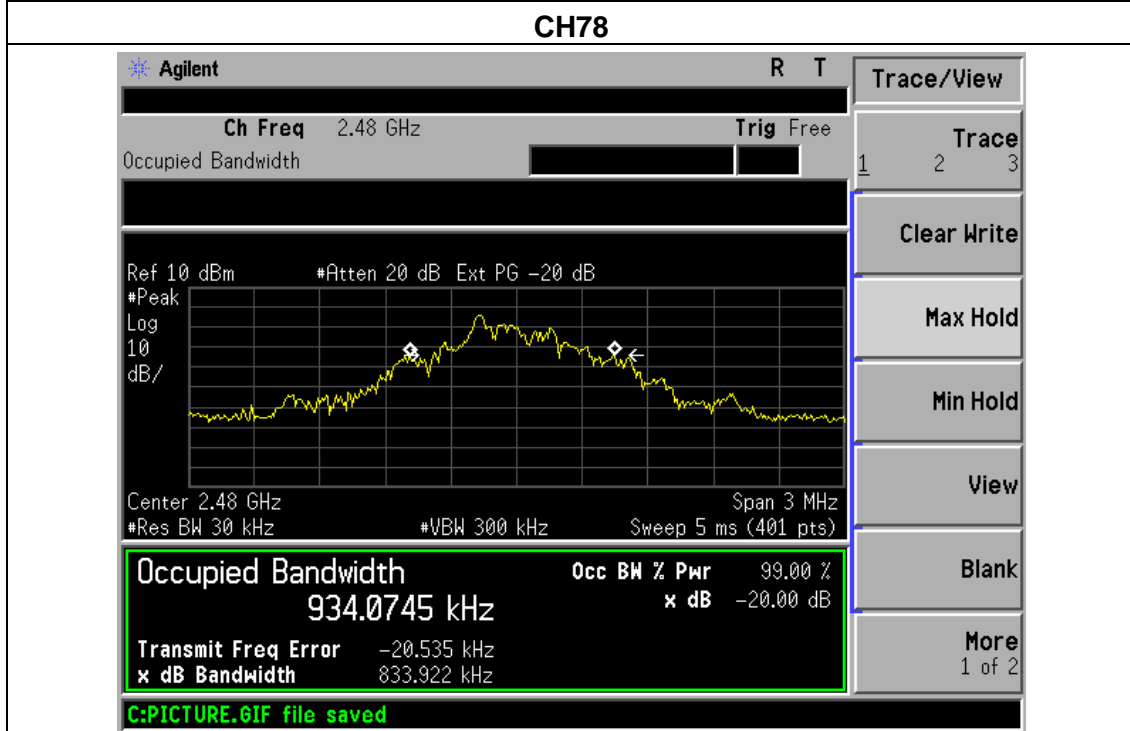 CH78
Agilent R T
Ch Freq 2.48 GHz Trig Free
Occupied Bandwidth
Ref 10 dBm #Atten 20 dB Ext PG -20 dB
#Peak
Log
10
dB/
Center 2.48 GHz Span 3 MHz
#Res BW 30 kHz #VBW 300 kHz Sweep 5 ms (401 pts)
Occupied Bandwidth Occ BW % Pwr 99.00 %
934.0745 kHz x dB -20.00 dB
Transmit Freq Error -20.535 kHz
x dB Bandwidth 833.922 kHz
C:PICTURE.GIF file saved
Trace/View
Trace
1 2 3
Clear Write
Max Hold
Min Hold
View
Blank
More
1 of 2